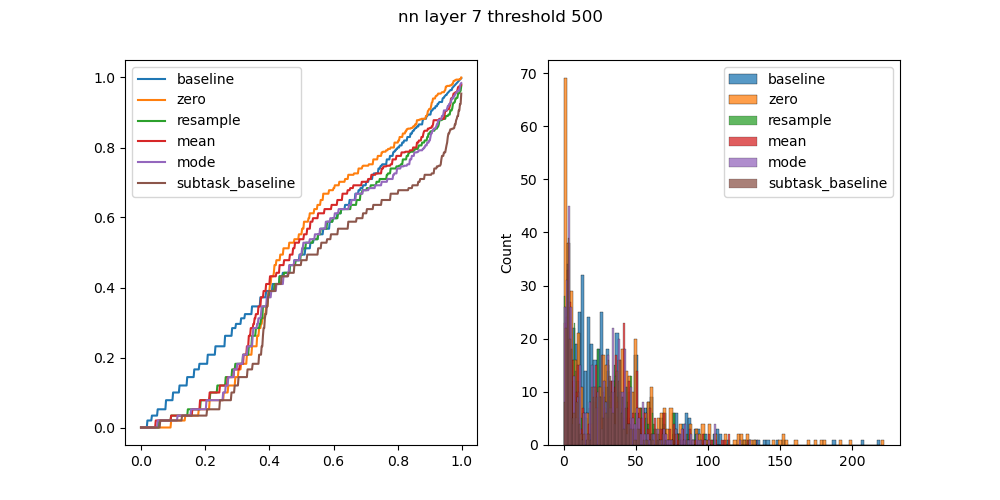 nn layer 7 threshold 500
baseline
zero
resample
mean
mode
subtask_baseline
1.0
0.8
0.6
0.4
0.2
0.0
0.0 0.2 0.4 0.6 0.8 1.0
baseline
zero
resample
mean
mode
subtask_baseline
Count
70
60
50
40
30
20
10
0
0 50 100 150 200